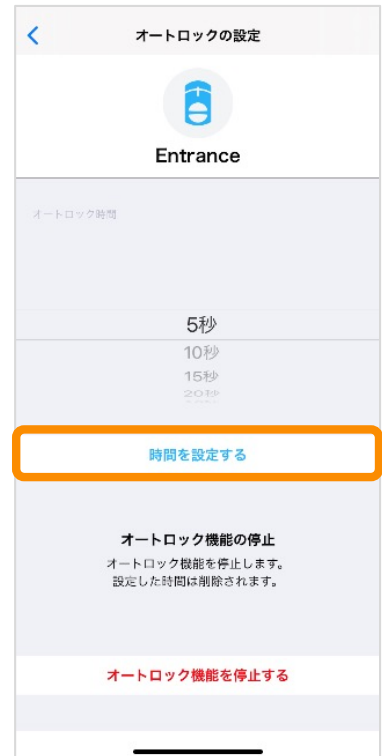 オートロックの設定
Entrance
オートロック時間
5秒
10秒
15秒
20秒
時間を設定する
オートロック機能の停止
オートロック機能を停止します。
設定した時間は削除されます。
オートロック機能を停止する